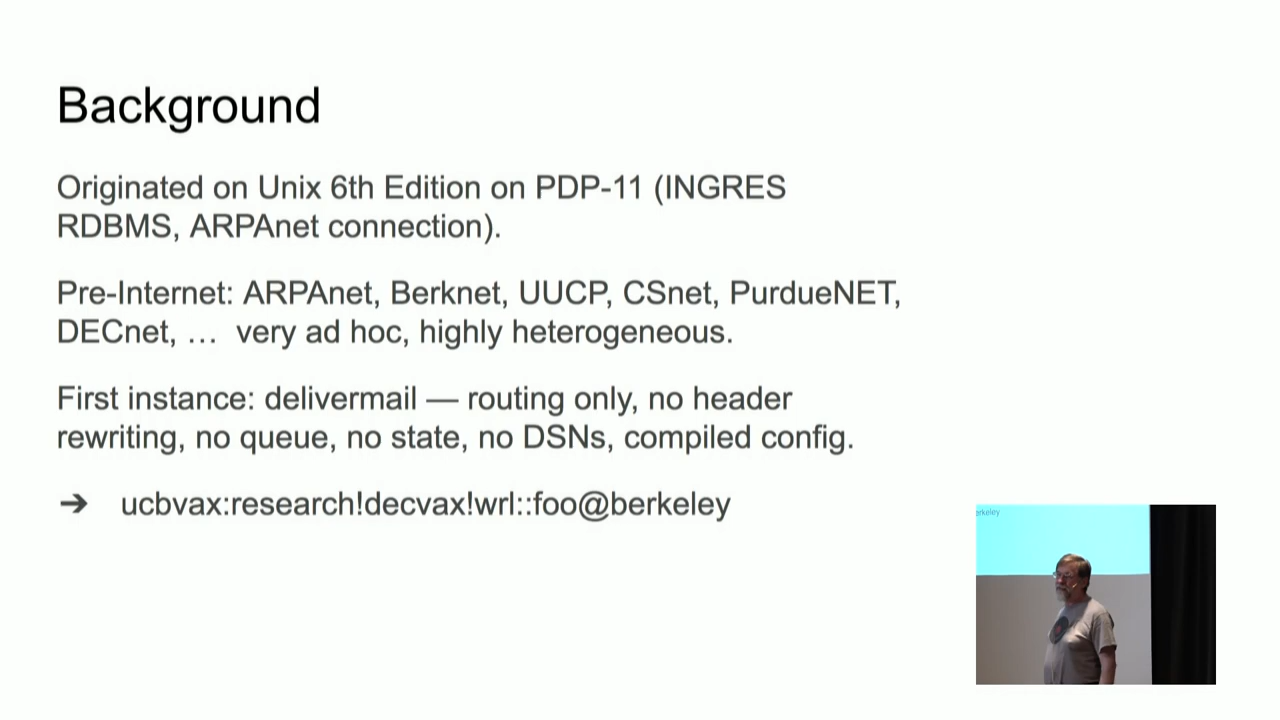 Background
Originated on Unix 6th Edition on PDP-11 (INGRES
RDBMS, ARPAnet connection).
Pre-Internet: ARPAnet, Berknet, UUCP, CSnet, PurdueNET,
DECnet, … very ad hoc, highly heterogeneous.
First instance: delivermail — routing only, no header
rewriting, no queue, no state, no DSNs, compiled config.
➔ ucbvax:research!decvax!wrl::foo@berkeley
erkeley